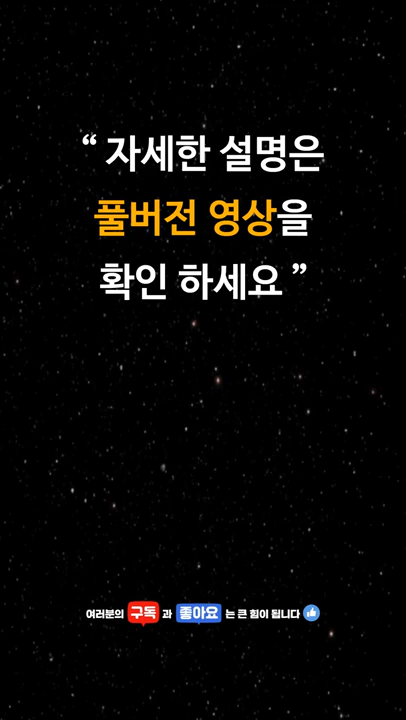 “ 자세한 설명은
풀버전 영상을
확인 하세요 ”
여러분의 구독 과 좋아요 는 큰 힘이 됩니다